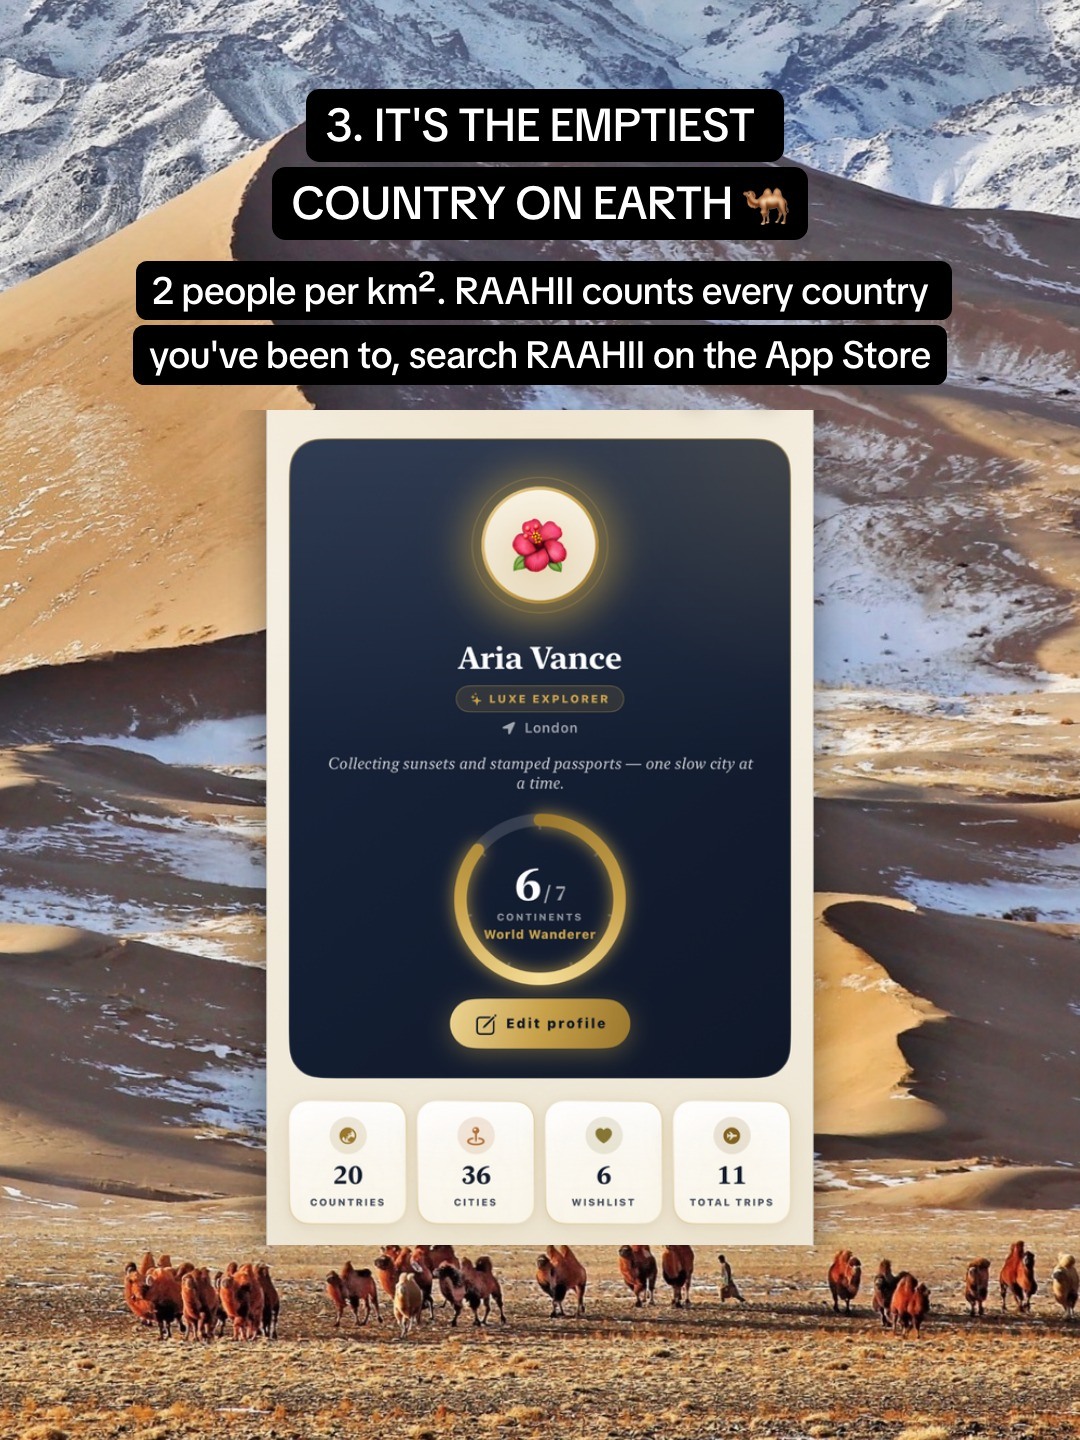 3. IT'S THE EMPTIEST
COUNTRY ON EARTH 🐫
2 people per km². RAAHII counts every country
you've been to, search RAAHII on the App Store
Aria Vance
LUXE EXPLORER
London
Collecting sunsets and stamped passports — one slow city at
a time.
6/7
CONTINENTS
World Wanderer
Edit profile
20
COUNTRIES
36
CITIES
6
WISHLIST
11
TOTAL TRIPS